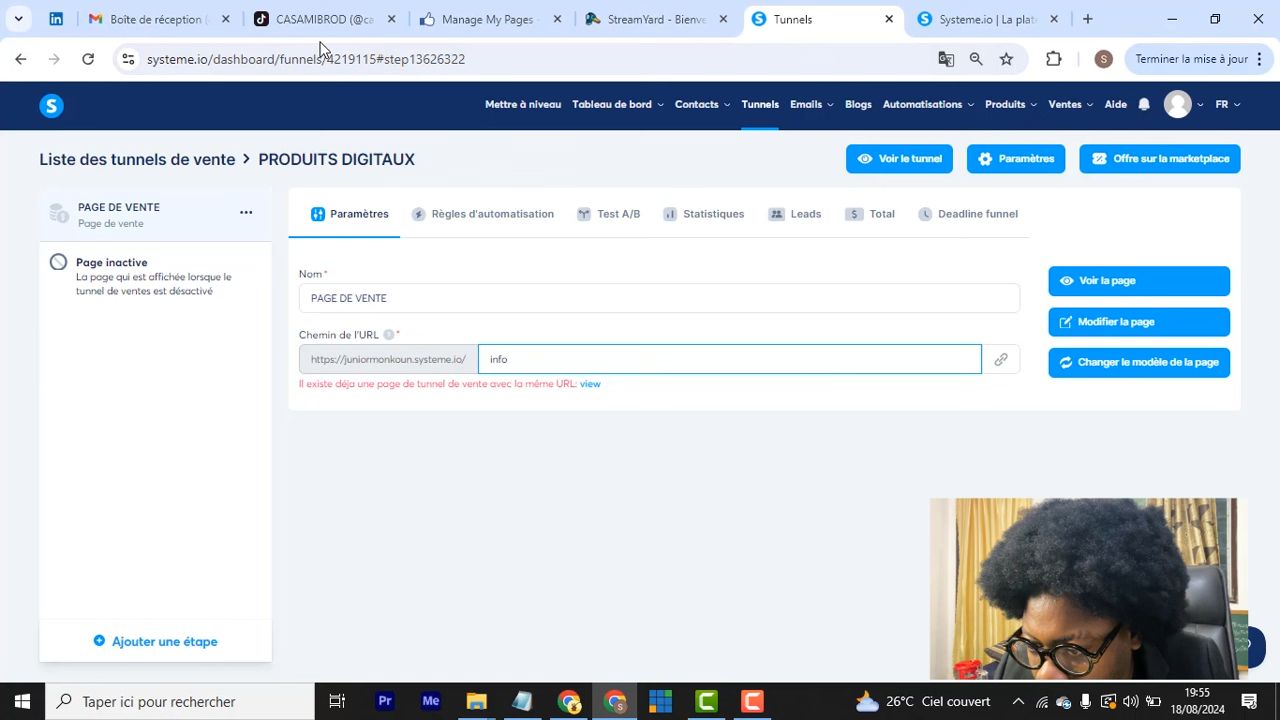 Boîte de réception (
CASAMIBROD (@ca
Manage My Pages -
StreamYard - Bienve
Tunnels
Systeme.io | La plat
systeme.io/dashboard/funnels/4219115#step13626322
Terminer la mise à jour
Mettre à niveau
Tableau de bord
Contacts
Tunnels
Emails
Blogs
Automatisations
Produits
Ventes
Aide
FR
Liste des tunnels de vente > PRODUITS DIGITAUX
Voir le tunnel
Paramètres
Offre sur la marketplace
PAGE DE VENTE
Page de vente
Page inactive
La page qui est affichée lorsque le
tunnel de ventes est désactivé
Ajouter une étape
Paramètres
Règles d'automatisation
Test A/B
Statistiques
Leads
Total
Deadline funnel
Nom*
PAGE DE VENTE
Chemin de l'URL ? *
https://juniormonkoun.systeme.io/
info
Il existe déja une page de tunnel de vente avec la même URL: view
Voir la page
Modifier la page
Changer le modèle de la page
Taper ici pour rechercher
Pr
Me
26°C Ciel couvert
19:55
18/08/2024